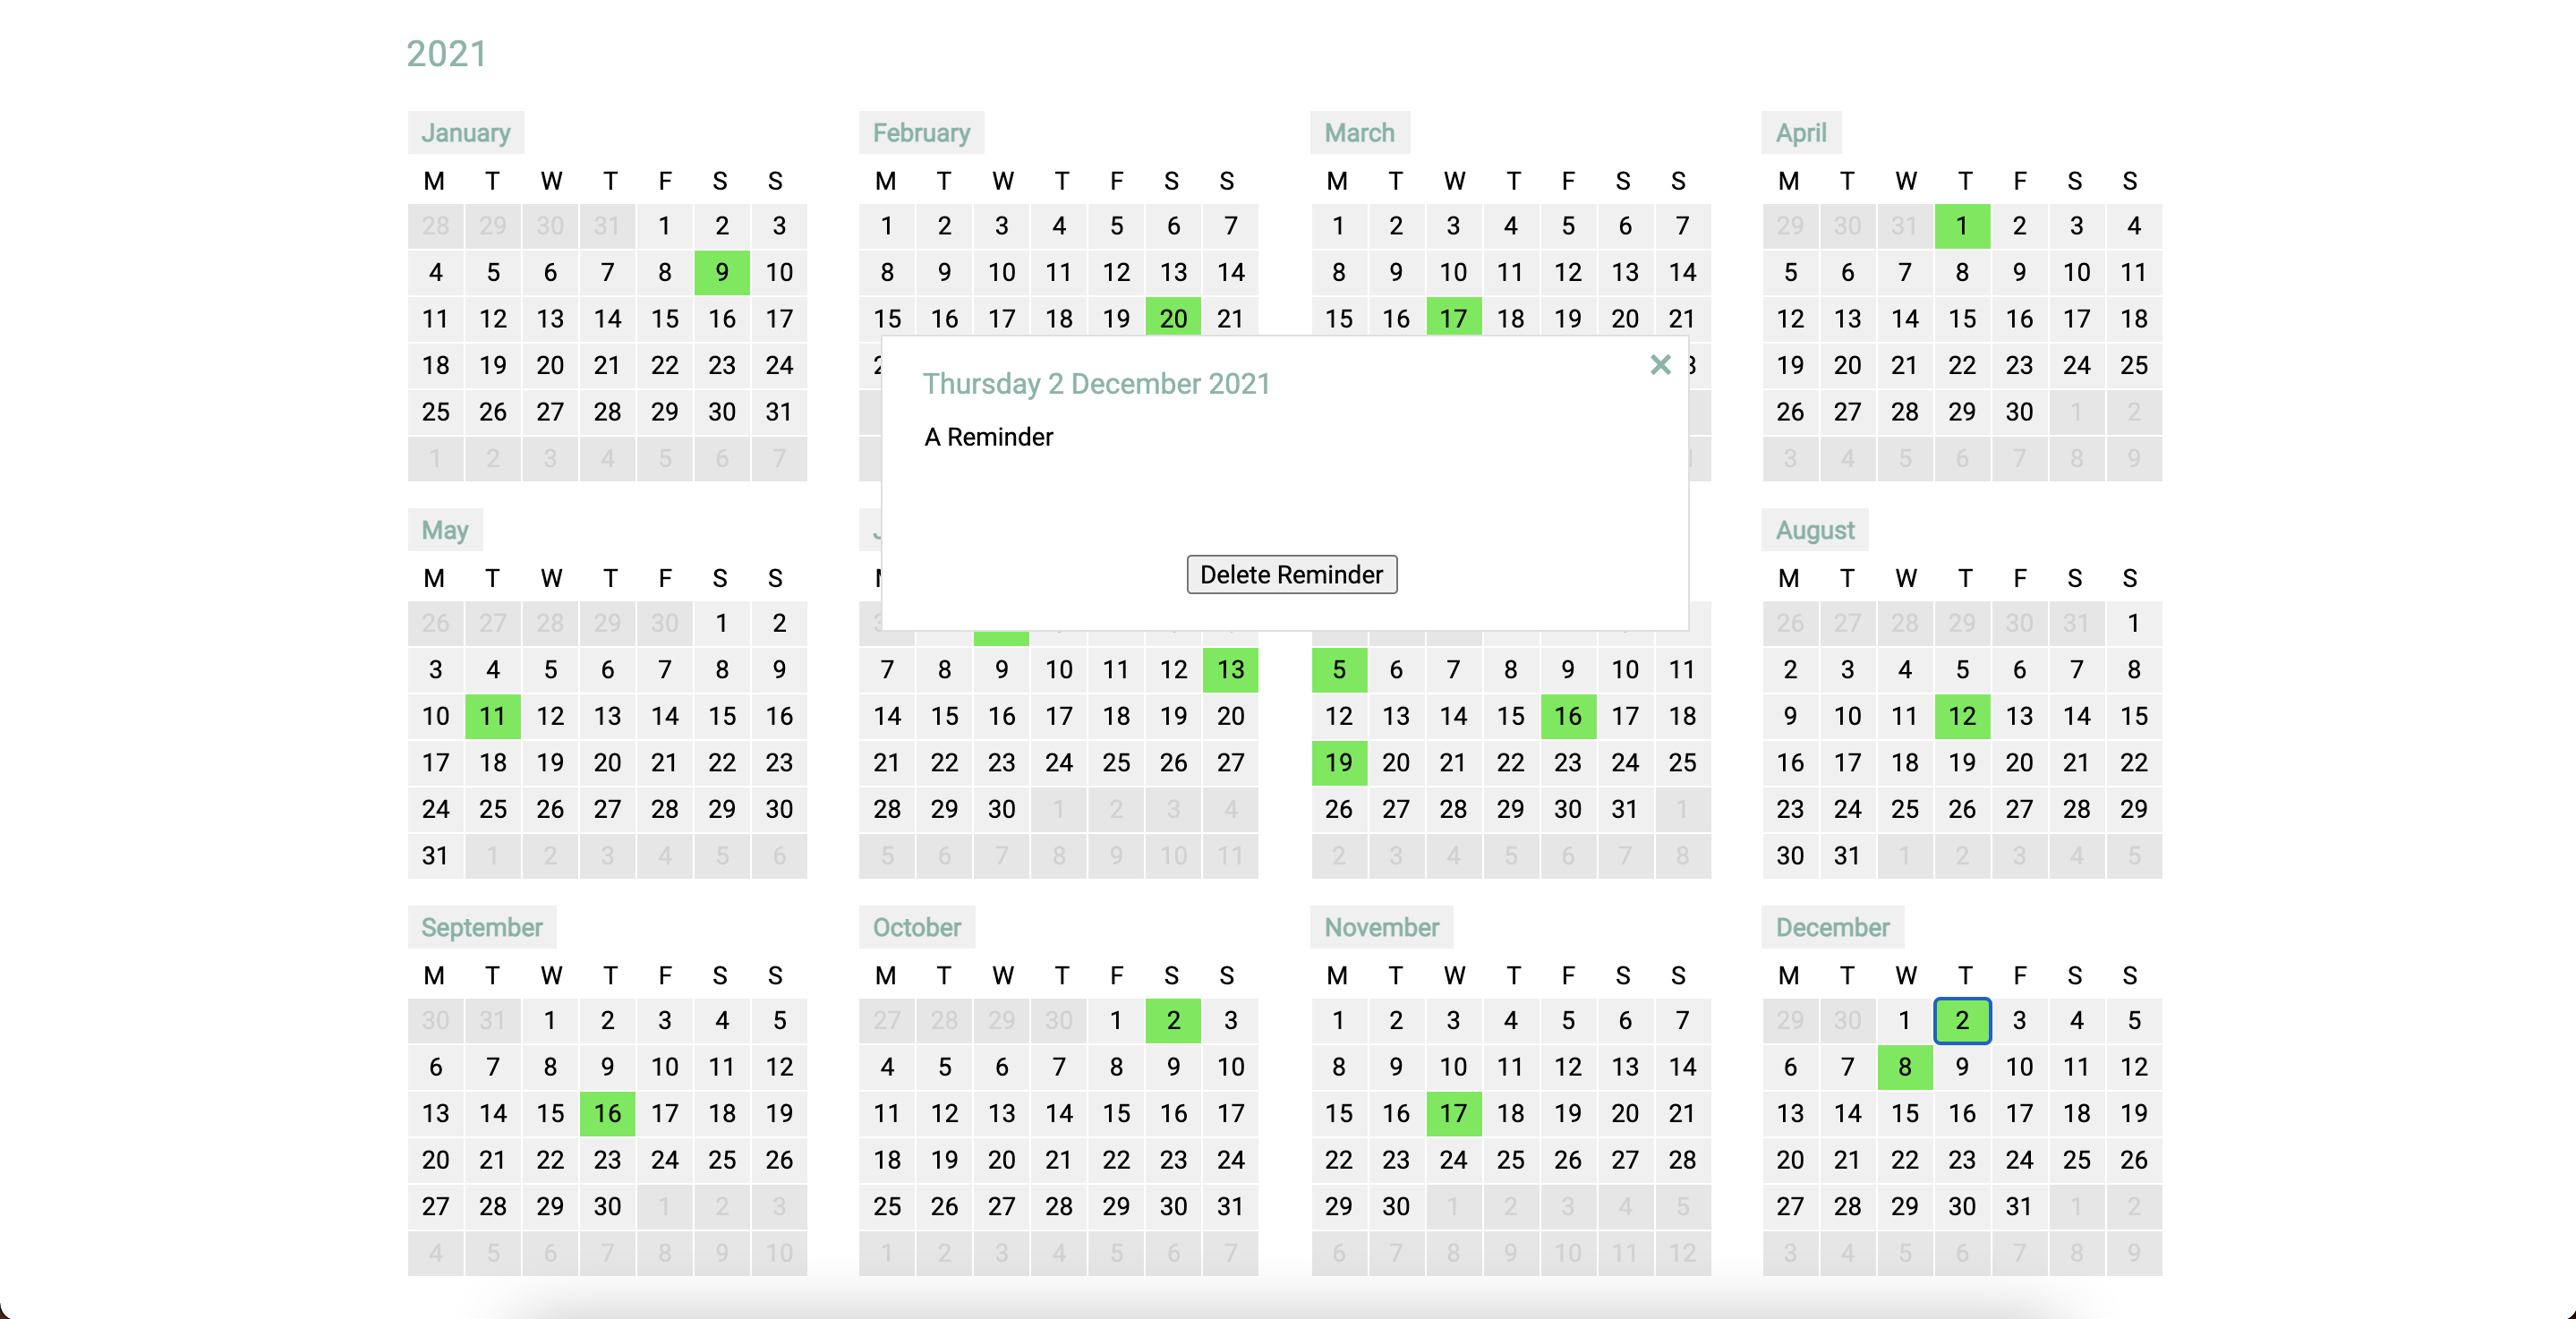 2021
January February March April
M T W T F S S M T W T F S S M T W T F S S M T W T F S S
28 29 30 31 1 2 3 1 2 3 4 5 6 7 1 2 3 4 5 6 7 29 30 31 1 2 3 4
4 5 6 7 8 9 10 8 9 10 11 12 13 14 8 9 10 11 12 13 14 5 6 7 8 9 10 11
11 12 13 14 15 16 17 15 16 17 18 19 20 21 15 16 17 18 19 20 21 12 13 14 15 16 17 18
18 19 20 21 22 23 24 19 20 21 22 23 24 25
25 26 27 28 29 30 31 26 27 28 29 30 1 2
1 2 3 4 5 6 7 3 4 5 6 7 8 9
Thursday 2 December 2021
A Reminder
Delete Reminder
May August
M T W T F S S M T W T F S S
26 27 28 29 30 1 2 26 27 28 29 30 31 1
3 4 5 6 7 8 9 7 8 9 10 11 12 13 5 6 7 8 9 10 11 2 3 4 5 6 7 8
10 11 12 13 14 15 16 14 15 16 17 18 19 20 12 13 14 15 16 17 18 9 10 11 12 13 14 15
17 18 19 20 21 22 23 21 22 23 24 25 26 27 19 20 21 22 23 24 25 16 17 18 19 20 21 22
24 25 26 27 28 29 30 28 29 30 1 2 3 4 26 27 28 29 30 31 1 23 24 25 26 27 28 29
31 1 2 3 4 5 6 5 6 7 8 9 10 11 2 3 4 5 6 7 8 30 31 1 2 3 4 5
September October November December
M T W T F S S M T W T F S S M T W T F S S M T W T F S S
30 31 1 2 3 4 5 27 28 29 30 1 2 3 1 2 3 4 5 6 7 29 30 1 2 3 4 5
6 7 8 9 10 11 12 4 5 6 7 8 9 10 8 9 10 11 12 13 14 6 7 8 9 10 11 12
13 14 15 16 17 18 19 11 12 13 14 15 16 17 15 16 17 18 19 20 21 13 14 15 16 17 18 19
20 21 22 23 24 25 26 18 19 20 21 22 23 24 22 23 24 25 26 27 28 20 21 22 23 24 25 26
27 28 29 30 1 2 3 25 26 27 28 29 30 31 29 30 1 2 3 4 5 27 28 29 30 31 1 2
4 5 6 7 8 9 10 1 2 3 4 5 6 7 6 7 8 9 10 11 12 3 4 5 6 7 8 9